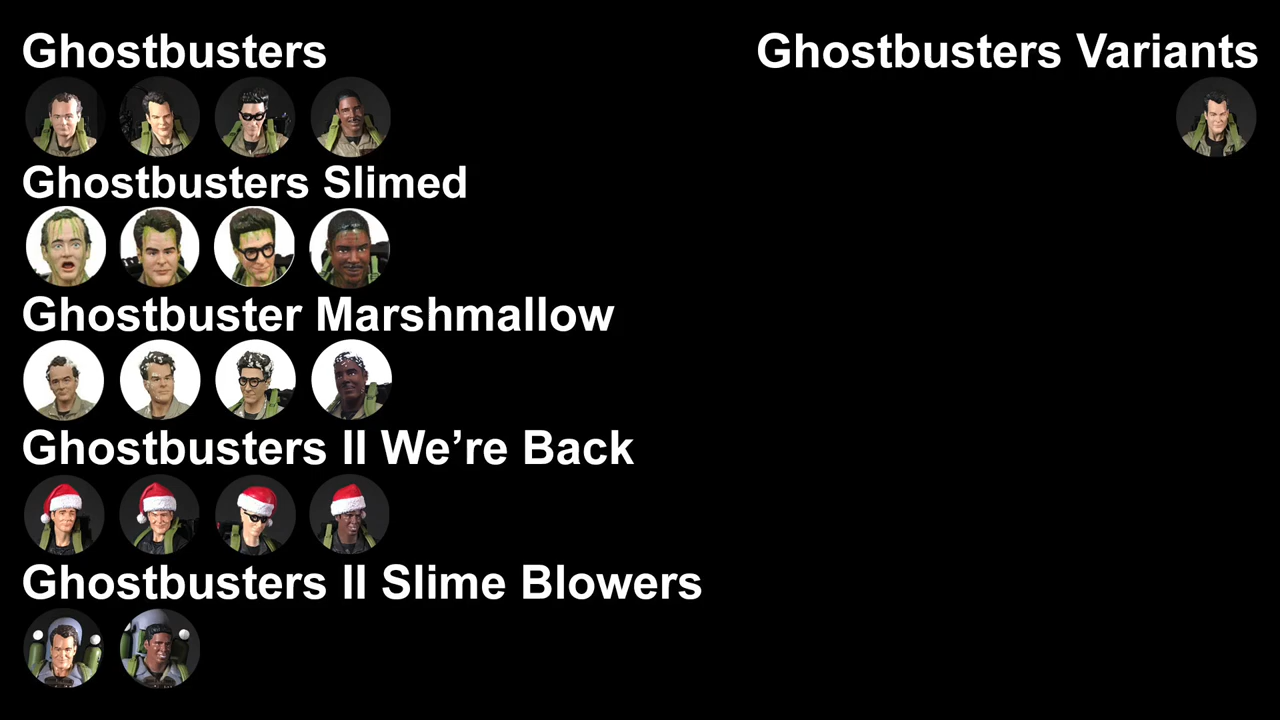 Ghostbusters
Ghostbusters Variants
Ghostbusters Slimed
Ghostbuster Marshmallow
Ghostbusters II We’re Back
Ghostbusters II Slime Blowers